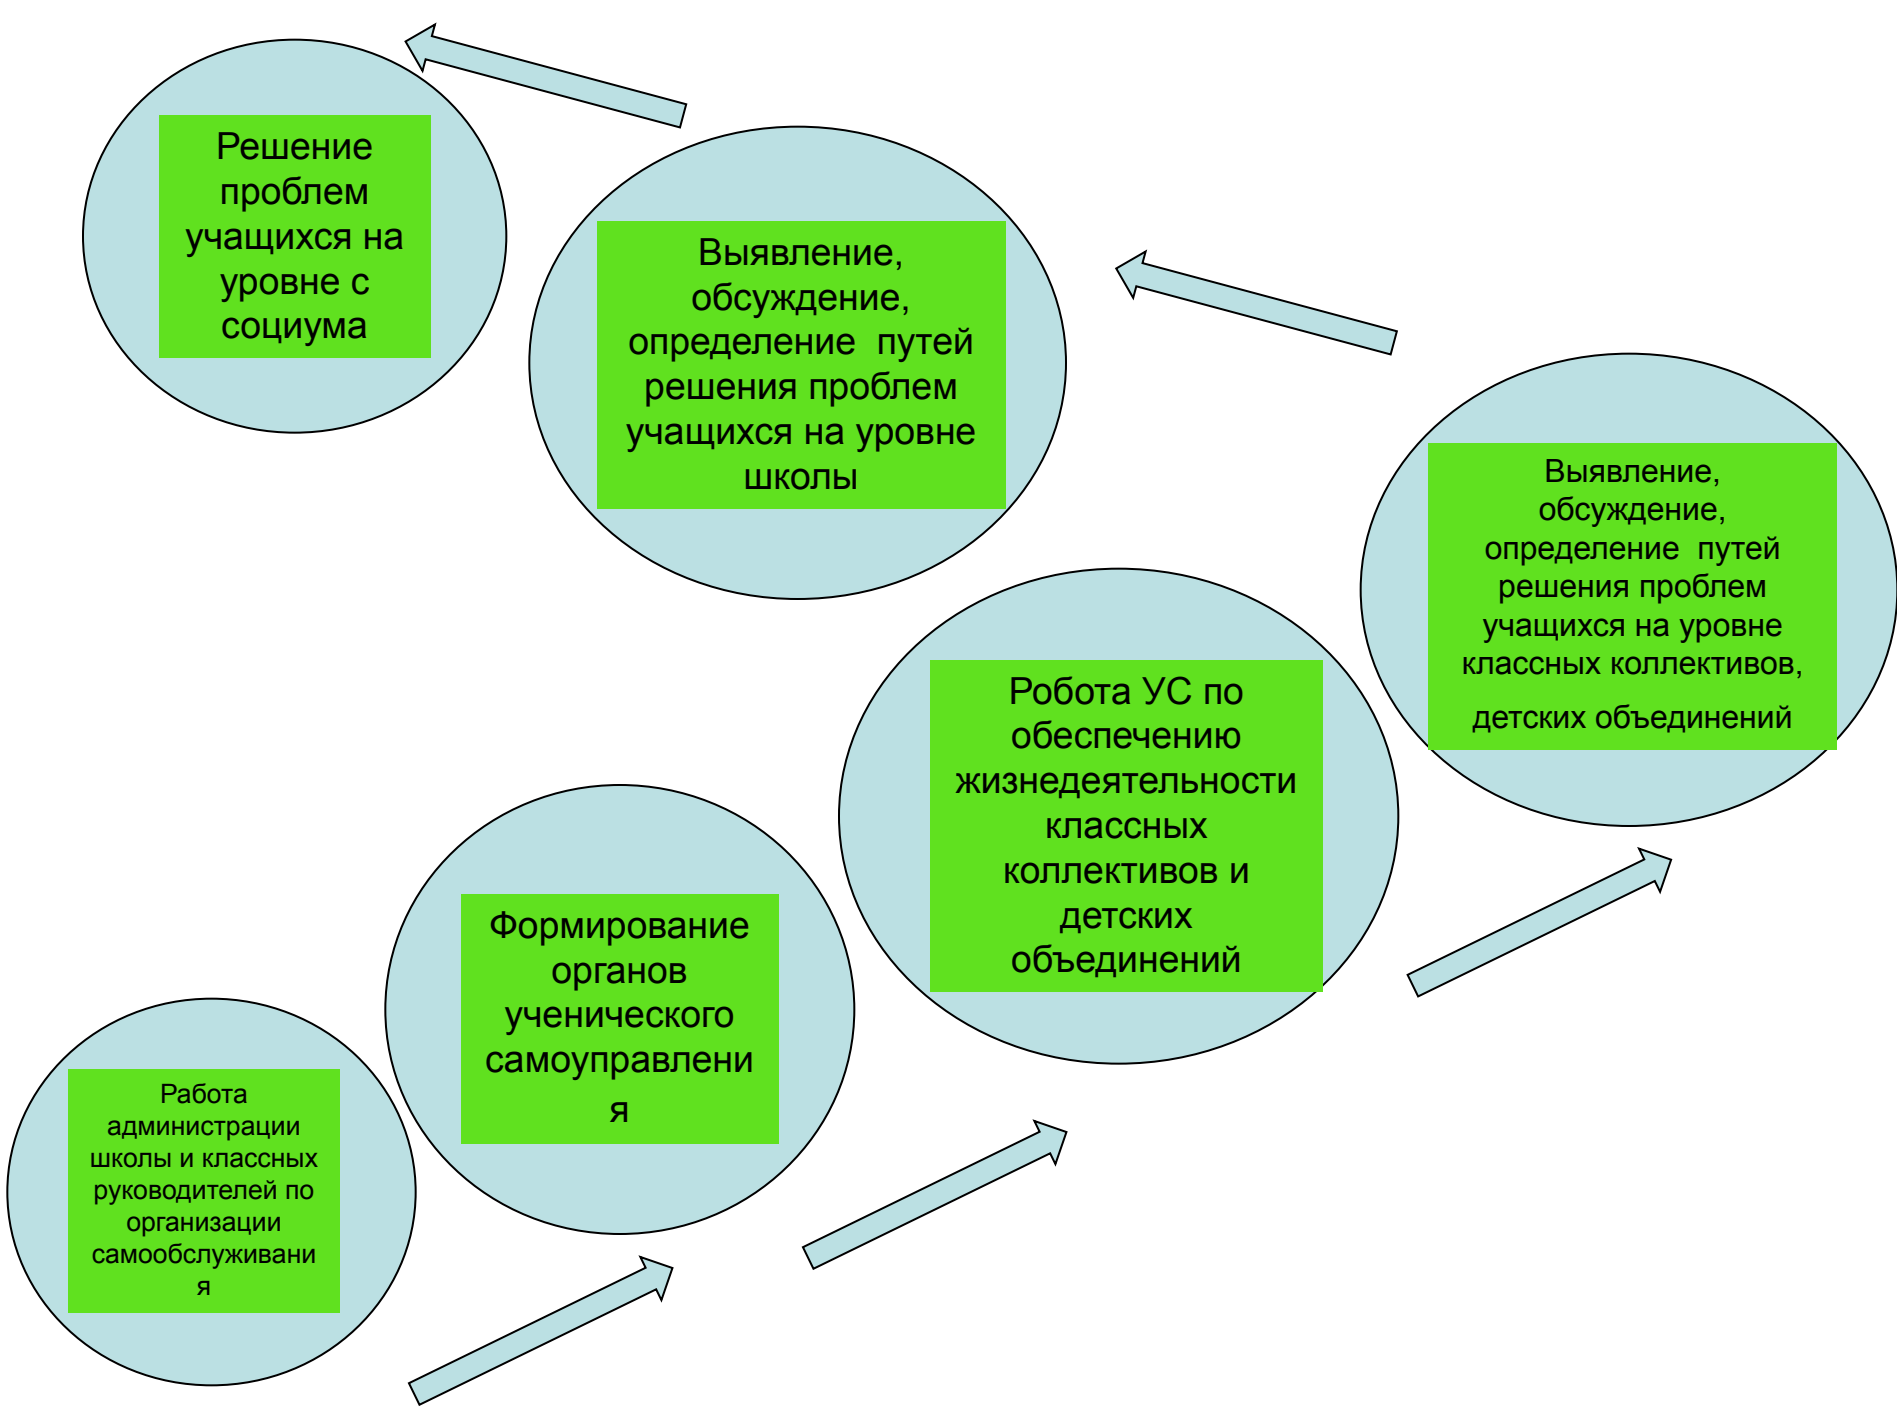 Решение
проблем
учащихся на
уровне с
социума
Выявление,
обсуждение,
определение  путей
решения проблем
учащихся на уровне
школы
Выявление,
обсуждение,
определение  путей
решения проблем
учащихся на уровне
классных коллективов,
детских объединений
Робота УС по
обеспечению
жизнедеятельности
классных
коллективов и
детских
объединений
Формирование
органов
ученического
самоуправлени
я
Работа
администрации
школы и классных
руководителей по
организации
самообслуживани
я